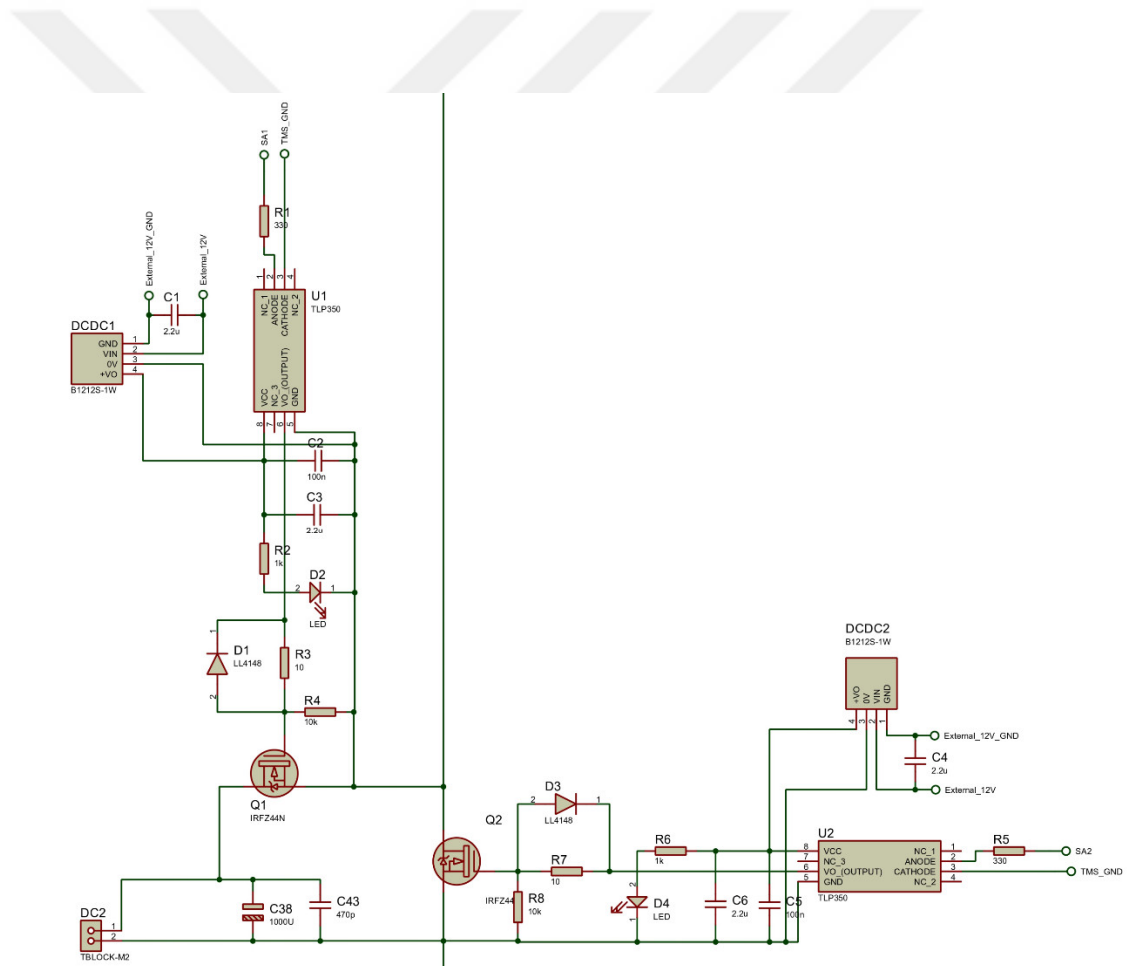 SA1
TMS_GND
R1
330
External_12V_GND
External_12V
C1
2.2u
1
2
3
4
NC_1
ANODE
CATHODE
NC_2
U1
TLP350
DCDC1
GND
VIN
0V
+VO
1
2
3
4
B1212S-1W
VCC
NC_3
VO_(OUTPUT)
GND
8
7
6
5
C2
100n
C3
2.2u
R2
1k
D2
2
1
LED
1
D1
LL4148
2
R3
10
R4
10k
Q1
IRFZ44N
DCDC2
B1212S-1W
+VO
0V
VIN
GND
4
3
2
1
External_12V_GND
C4
2.2u
External_12V
D3
2
1
LL4148
Q2
IRFZ44
R7
10
R8
10k
R6
1k
2
D4
LED
1
C6
2.2u
C5
100n
U2
8
VCC
NC_1
1
7
NC_3
ANODE
2
6
VO_(OUTPUT)
CATHODE
3
5
GND
NC_2
4
TLP350
R5
330
SA2
TMS_GND
DC2
1
2
TBLOCK-M2
C38
1000U
C43
470p